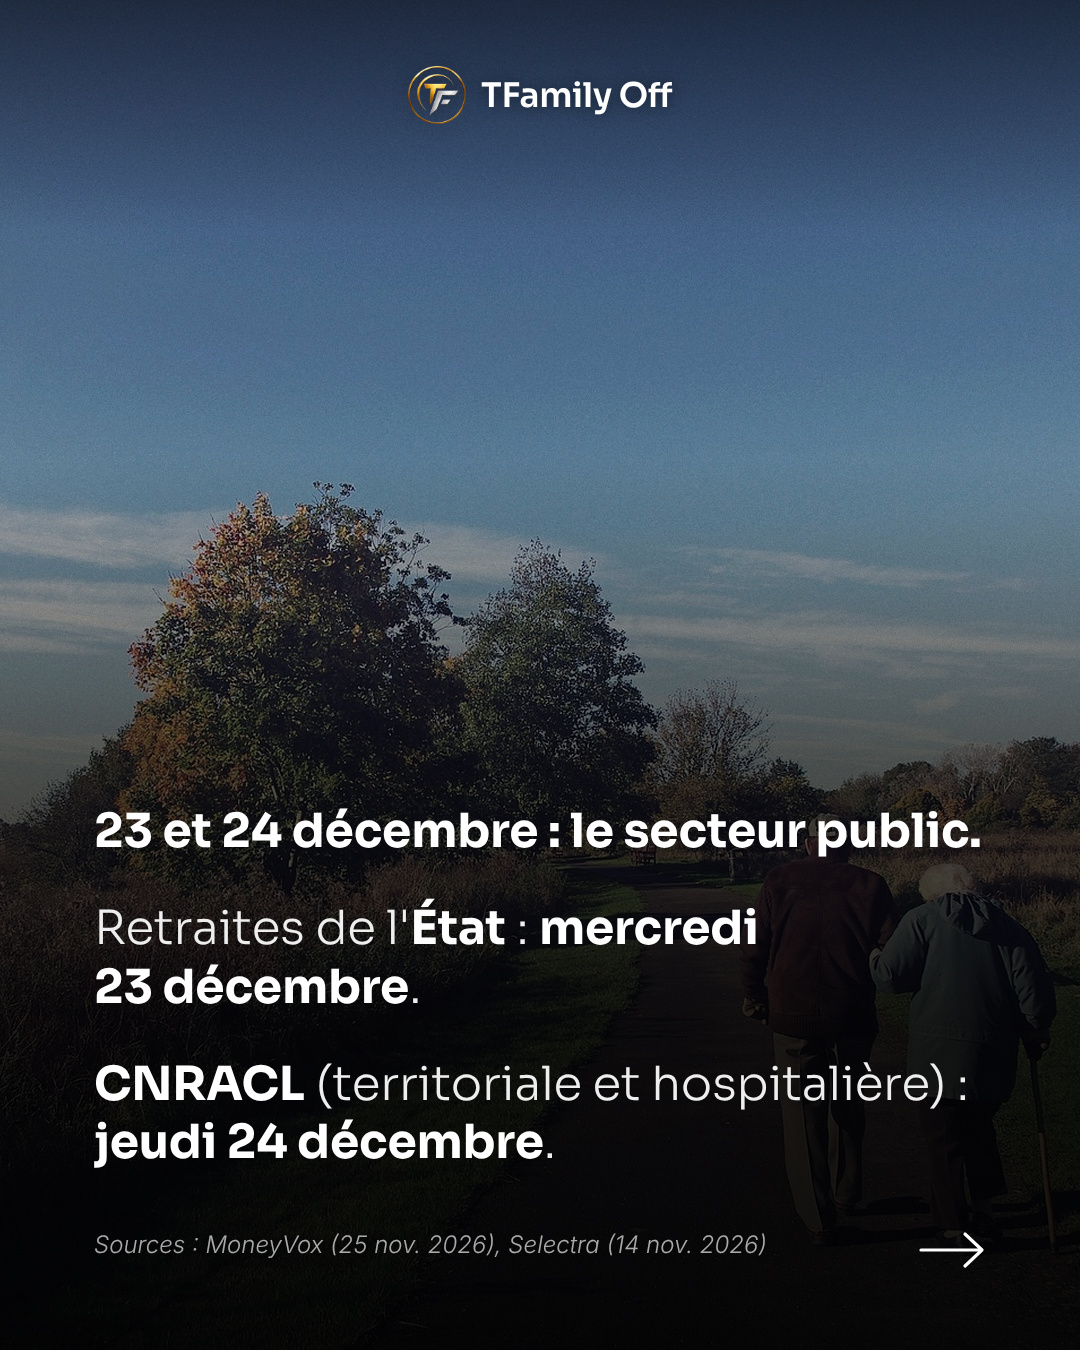 TFamily Off
23 et 24 décembre : le secteur public.
Retraites de l'État : mercredi
23 décembre.
CNRACL (territoriale et hospitalière) :
jeudi 24 décembre.
Sources : MoneyVox (25 nov. 2026), Selectra (14 nov. 2026)